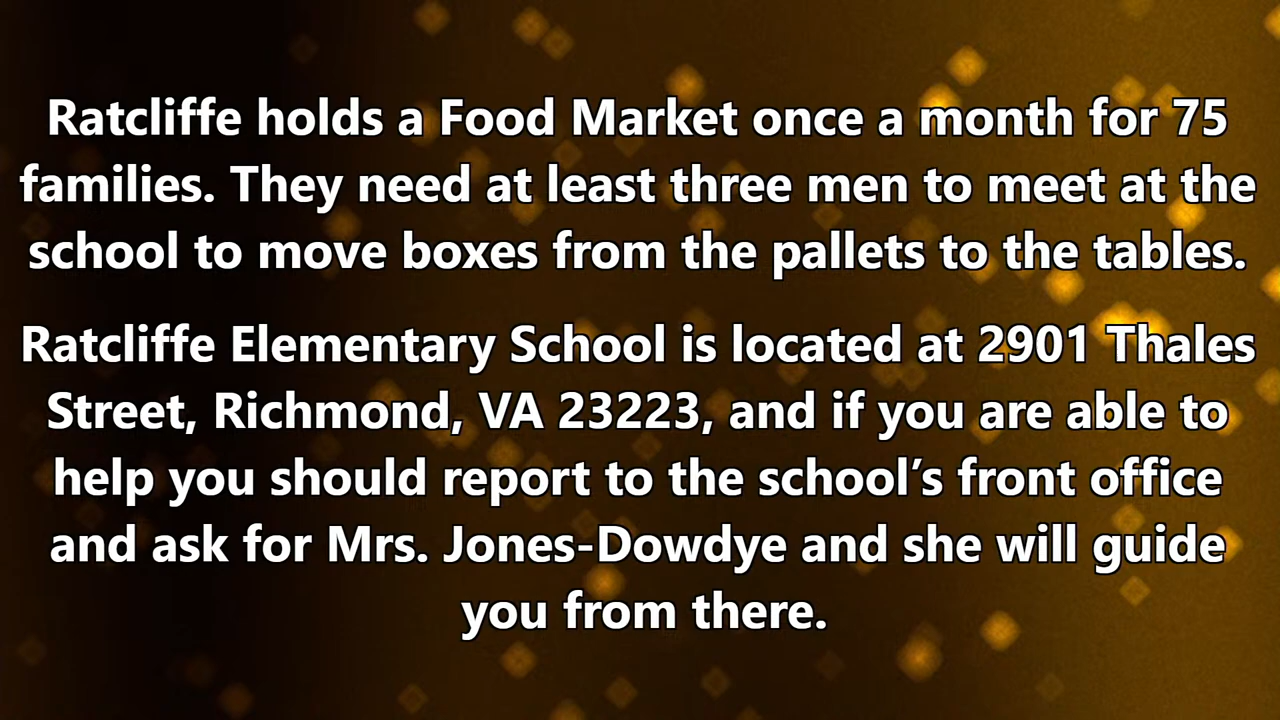 Ratcliffe holds a Food Market once a month for 75
families. They need at least three men to meet at the
school to move boxes from the pallets to the tables.
Ratcliffe Elementary School is located at 2901 Thales
Street, Richmond, VA 23223, and if you are able to
help you should report to the school’s front office
and ask for Mrs. Jones-Dowdye and she will guide
you from there.